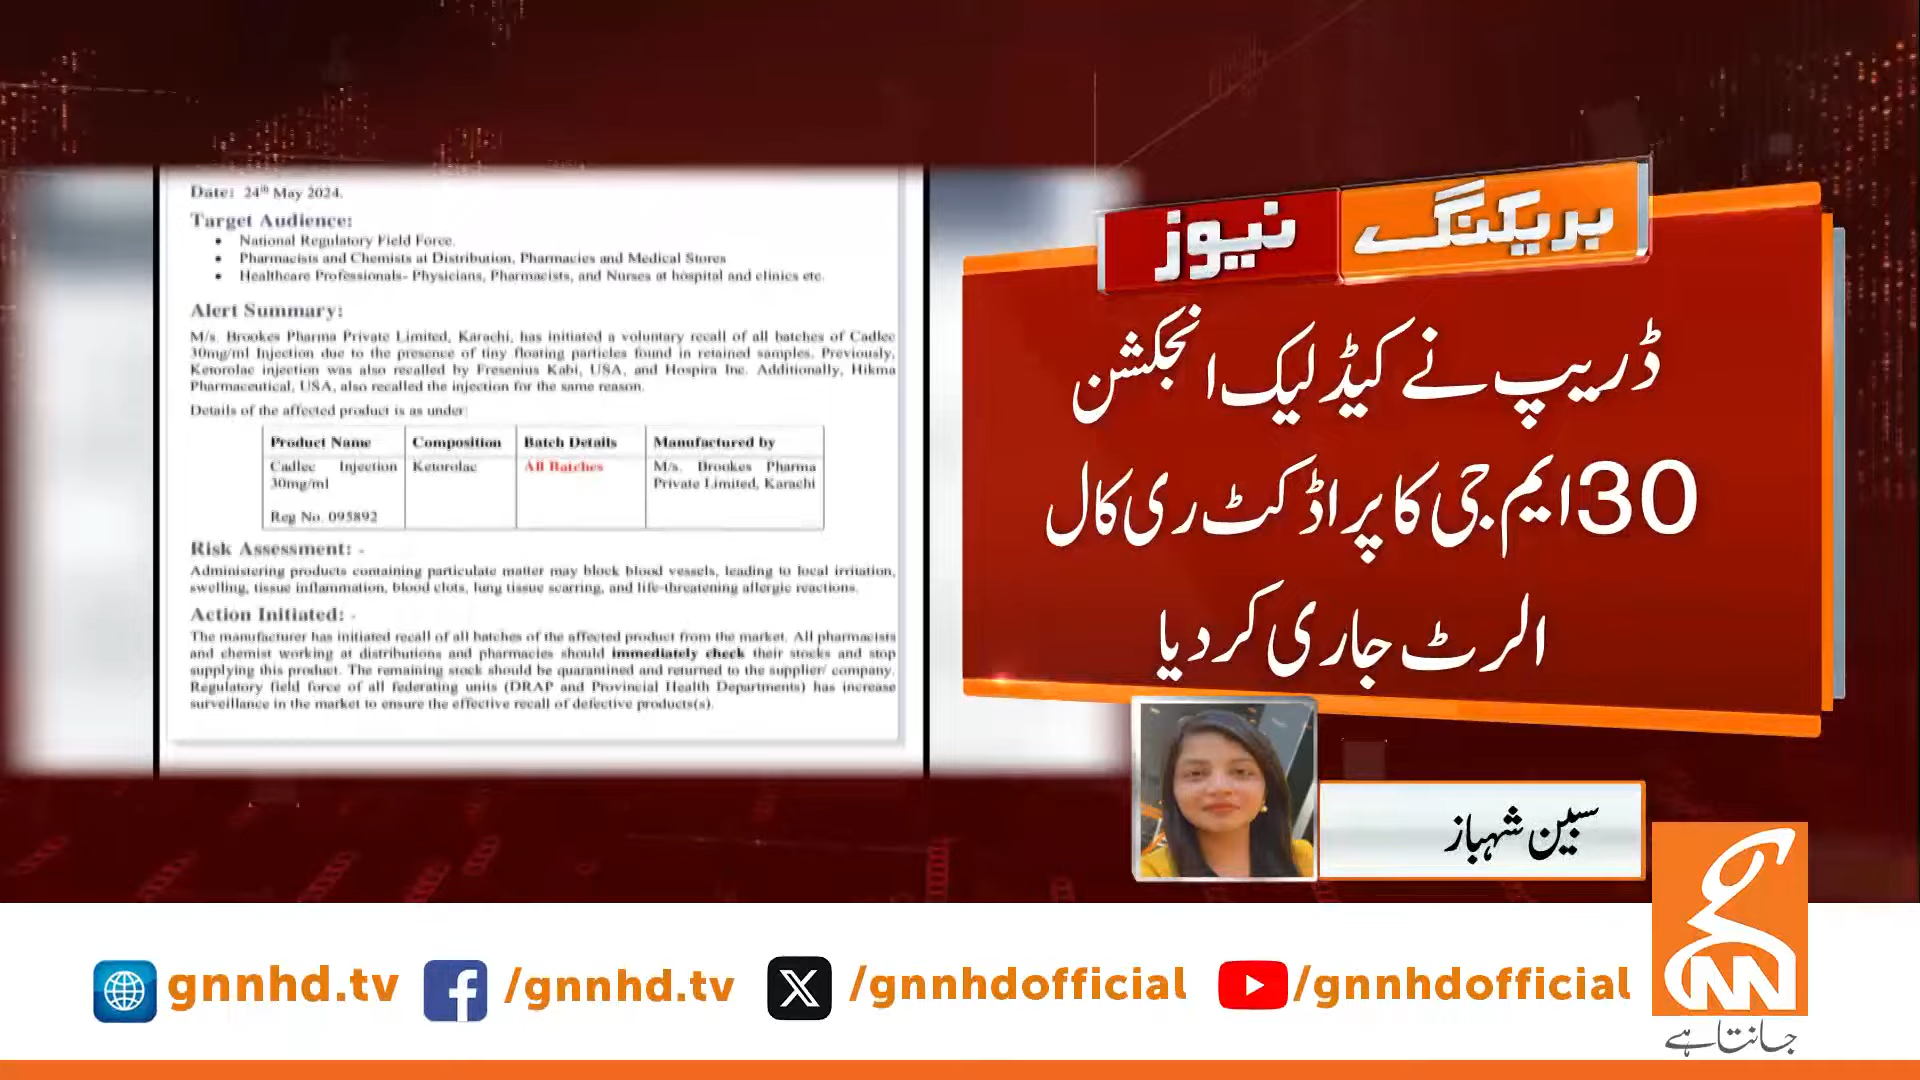 Date: 24th May 2024.
Target Audience:
• National Regulatory Field Force.
• Pharmacists and Chemists at Distribution, Pharmacies and Medical Stores
• Healthcare Professionals- Physicians, Pharmacists, and Nurses at hospital and clinics etc.
Alert Summary:
M/s. Brookes Pharma Private Limited, Karachi, has initiated a voluntary recall of all batches of Cadlec
30mg/ml Injection due to the presence of tiny floating particles found in retained samples. Previously,
Ketorolac injection was also recalled by Fresenius Kabi, USA, and Hospira Inc. Additionally, Hikma
Pharmaceutical, USA, also recalled the injection for the same reason.
Details of the affected product is as under:
Product Name Composition Batch Details Manufactured by
Cadlec Injection Ketorolac All Batches M/s. Brookes Pharma
30mg/ml Private Limited, Karachi
Reg No. 095892
Risk Assessment: -
Administering products containing particulate matter may block blood vessels, leading to local irritation,
swelling, tissue inflammation, blood clots, lung tissue scarring, and life-threatening allergic reactions.
Action Initiated: -
The manufacturer has initiated recall of all batches of the affected product from the market. All pharmacists
and chemist working at distributions and pharmacies should immediately check their stocks and stop
supplying this product. The remaining stock should be quarantined and returned to the supplier/ company.
Regulatory field force of all federating units (DRAP and Provincial Health Departments) has increase
surveillance in the market to ensure the effective recall of defective products(s).
بریکنگ نیوز
ڈریپ نے کیڈلیک انجکشن
30ایم جی کا پراڈکٹ ری کال
الرٹ جاری کردیا
سبین شہباز
gnnhd.tv /gnnhd.tv /gnnhdofficial /gnnhdofficial
GNN
جانتا ہے